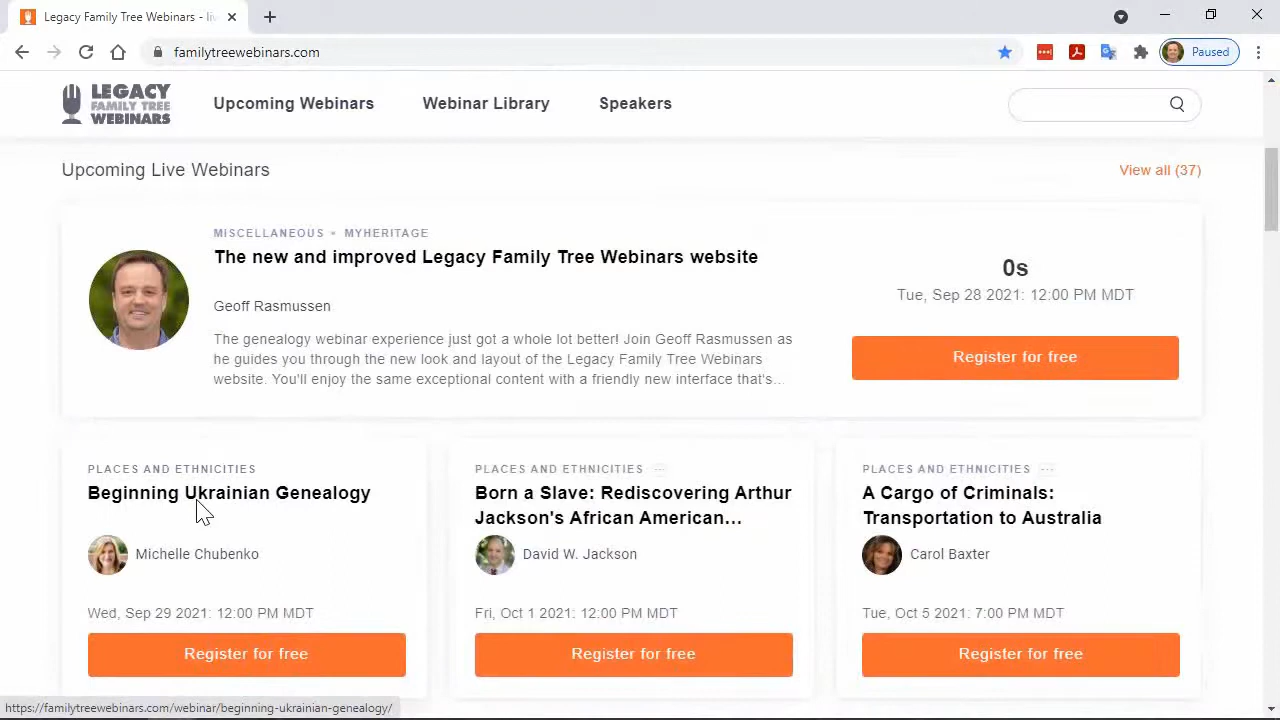 Legacy Family Tree Webinars - liv
familytreewebinars.com
Paused
LEGACY
FAMILY TREE
WEBINARS
Upcoming Webinars
Webinar Library
Speakers
Upcoming Live Webinars
View all (37)
MISCELLANEOUS • MYHERITAGE
The new and improved Legacy Family Tree Webinars website
Geoff Rasmussen
The genealogy webinar experience just got a whole lot better! Join Geoff Rasmussen as
he guides you through the new look and layout of the Legacy Family Tree Webinars
website. You'll enjoy the same exceptional content with a friendly new interface that's...
0s
Tue, Sep 28 2021: 12:00 PM MDT
Register for free
PLACES AND ETHNICITIES
Beginning Ukrainian Genealogy
Michelle Chubenko
Wed, Sep 29 2021: 12:00 PM MDT
Register for free
PLACES AND ETHNICITIES ...
Born a Slave: Rediscovering Arthur
Jackson's African American...
David W. Jackson
Fri, Oct 1 2021: 12:00 PM MDT
Register for free
PLACES AND ETHNICITIES ...
A Cargo of Criminals:
Transportation to Australia
Carol Baxter
Tue, Oct 5 2021: 7:00 PM MDT
Register for free
https://familytreewebinars.com/webinar/beginning-ukrainian-genealogy/